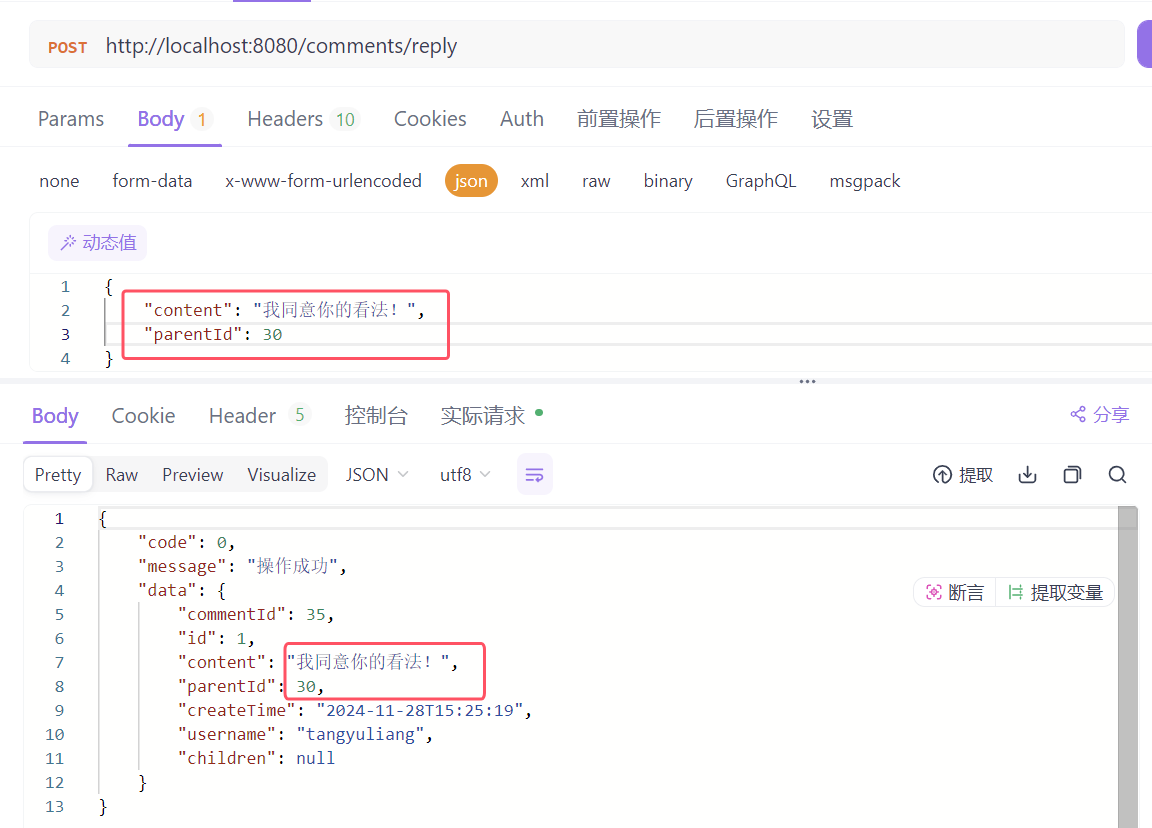 POST http://localhost:8080/comments/reply
Params Body 1 Headers 10 Cookies Auth 前置操作 后置操作 设置
none form-data x-www-form-urlencoded json xml raw binary GraphQL msgpack
动态值
1 {
2 "content": "我同意你的看法！",
3 "parentId": 30
4 }
Body Cookie Header 5 控制台 实际请求 分享
Pretty Raw Preview Visualize JSON utf8 提取
1 {
2 "code": 0,
3 "message": "操作成功",
4 "data": {
断言 提取变量
5 "commentId": 35,
6 "id": 1,
7 "content": "我同意你的看法！",
8 "parentId": 30,
9 "createTime": "2024-11-28T15:25:19",
10 "username": "tangyuliang",
11 "children": null
12 }
13 }